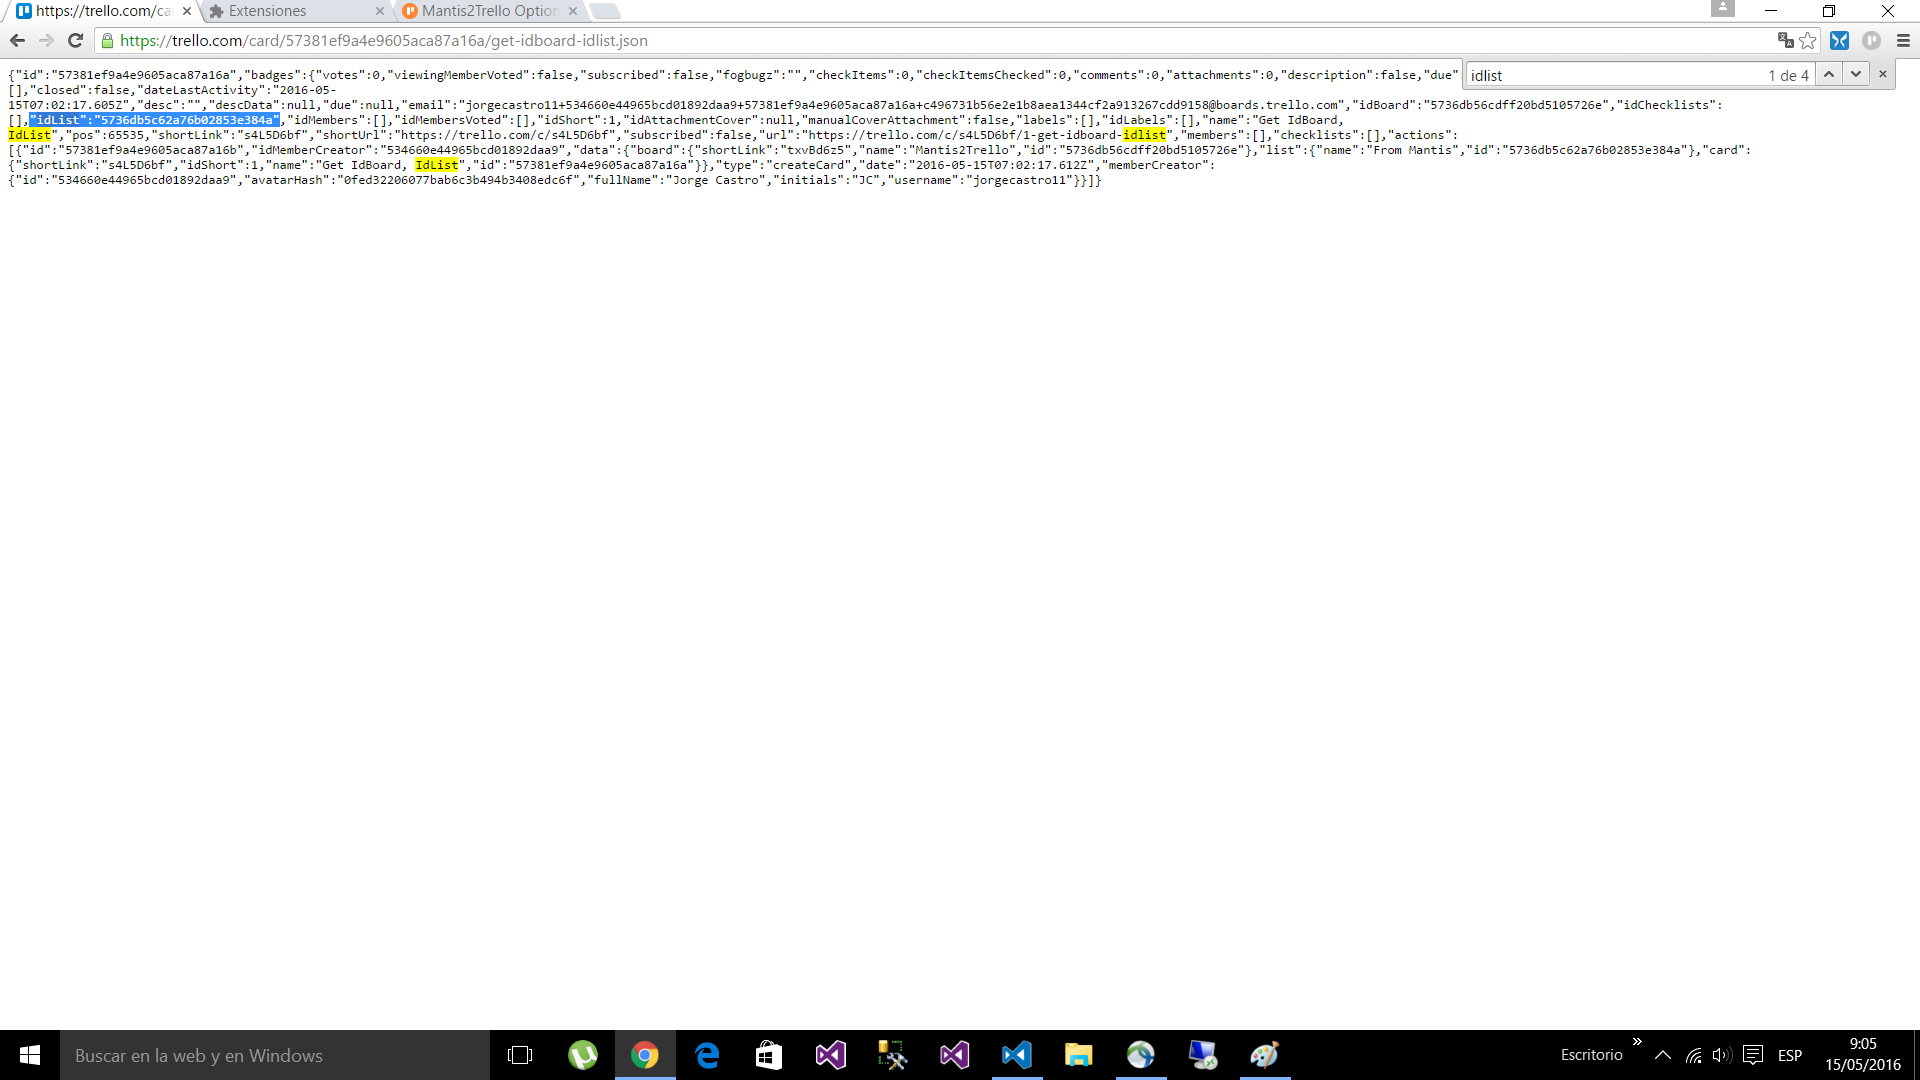 https://trello.com/ca
Extensiones
Mantis2Trello Option
https://trello.com/card/57381ef9a4e9605aca87a16a/get-idboard-idlist.json
idlist
1 de 4
{"id":"57381ef9a4e9605aca87a16a","badges":{"votes":0,"viewingMemberVoted":false,"subscribed":false,"fogbugz":"","checkItems":0,"checkItemsChecked":0,"comments":0,"attachments":0,"description":false,"due"
[],"closed":false,"dateLastActivity":"2016-05-
15T07:02:17.605Z","desc":"","descData":null,"due":null,"email":"jorgecastro11+534660e44965bcd01892daa9+57381ef9a4e9605aca87a16a+c496731b56e2e1b8aea1344cf2a913267cdd9158@boards.trello.com","idBoard":"5736db56cdff20bd5105726e","idChecklists":
[],"idList":"5736db5c62a76b02853e384a","idMembers":[],"idMembersVoted":[],"idShort":1,"idAttachmentCover":null,"manualCoverAttachment":false,"labels":[],"idLabels":[],"name":"Get IdBoard,
IdList","pos":65535,"shortLink":"s4L5D6bf","shortUrl":"https://trello.com/c/s4L5D6bf","subscribed":false,"url":"https://trello.com/c/s4L5D6bf/1-get-idboard-idlist","members":[],"checklists":[],"actions":
[{"id":"57381ef9a4e9605aca87a16b","idMemberCreator":"534660e44965bcd01892daa9","data":{"board":{"shortLink":"txvBd6z5","name":"Mantis2Trello","id":"5736db56cdff20bd5105726e"},"list":{"name":"From Mantis","id":"5736db5c62a76b02853e384a"},"card":
{"shortLink":"s4L5D6bf","idShort":1,"name":"Get IdBoard, IdList","id":"57381ef9a4e9605aca87a16a"}},"type":"createCard","date":"2016-05-15T07:02:17.612Z","memberCreator":
{"id":"534660e44965bcd01892daa9","avatarHash":"0fed32206077bab6c3b494b3408edc6f","fullName":"Jorge Castro","initials":"JC","username":"jorgecastro11"}}]}
Buscar en la web y en Windows
Escritorio
ESP
9:05
15/05/2016